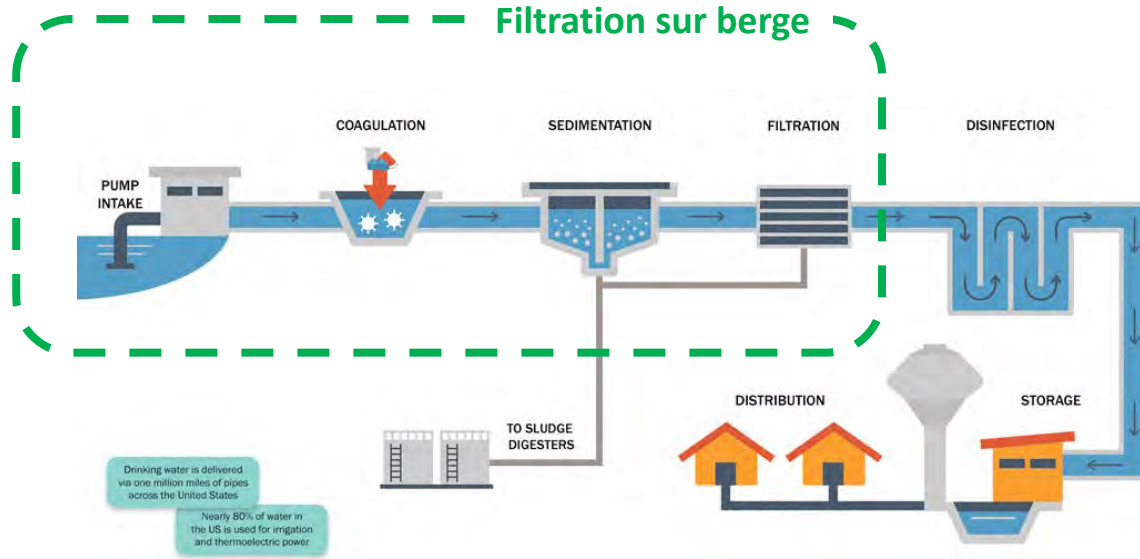 Filtration sur berge
COAGULATION
SEDIMENTATION
FILTRATION
DISINFECTION
PUMP
INTAKE
TO SLUDGE
DIGESTERS
DISTRIBUTION
STORAGE
Drinking water is delivered
via one million miles of pipes
across the United States
Nearly 80% of water in
the US is used for irrigation
and thermoelectric power